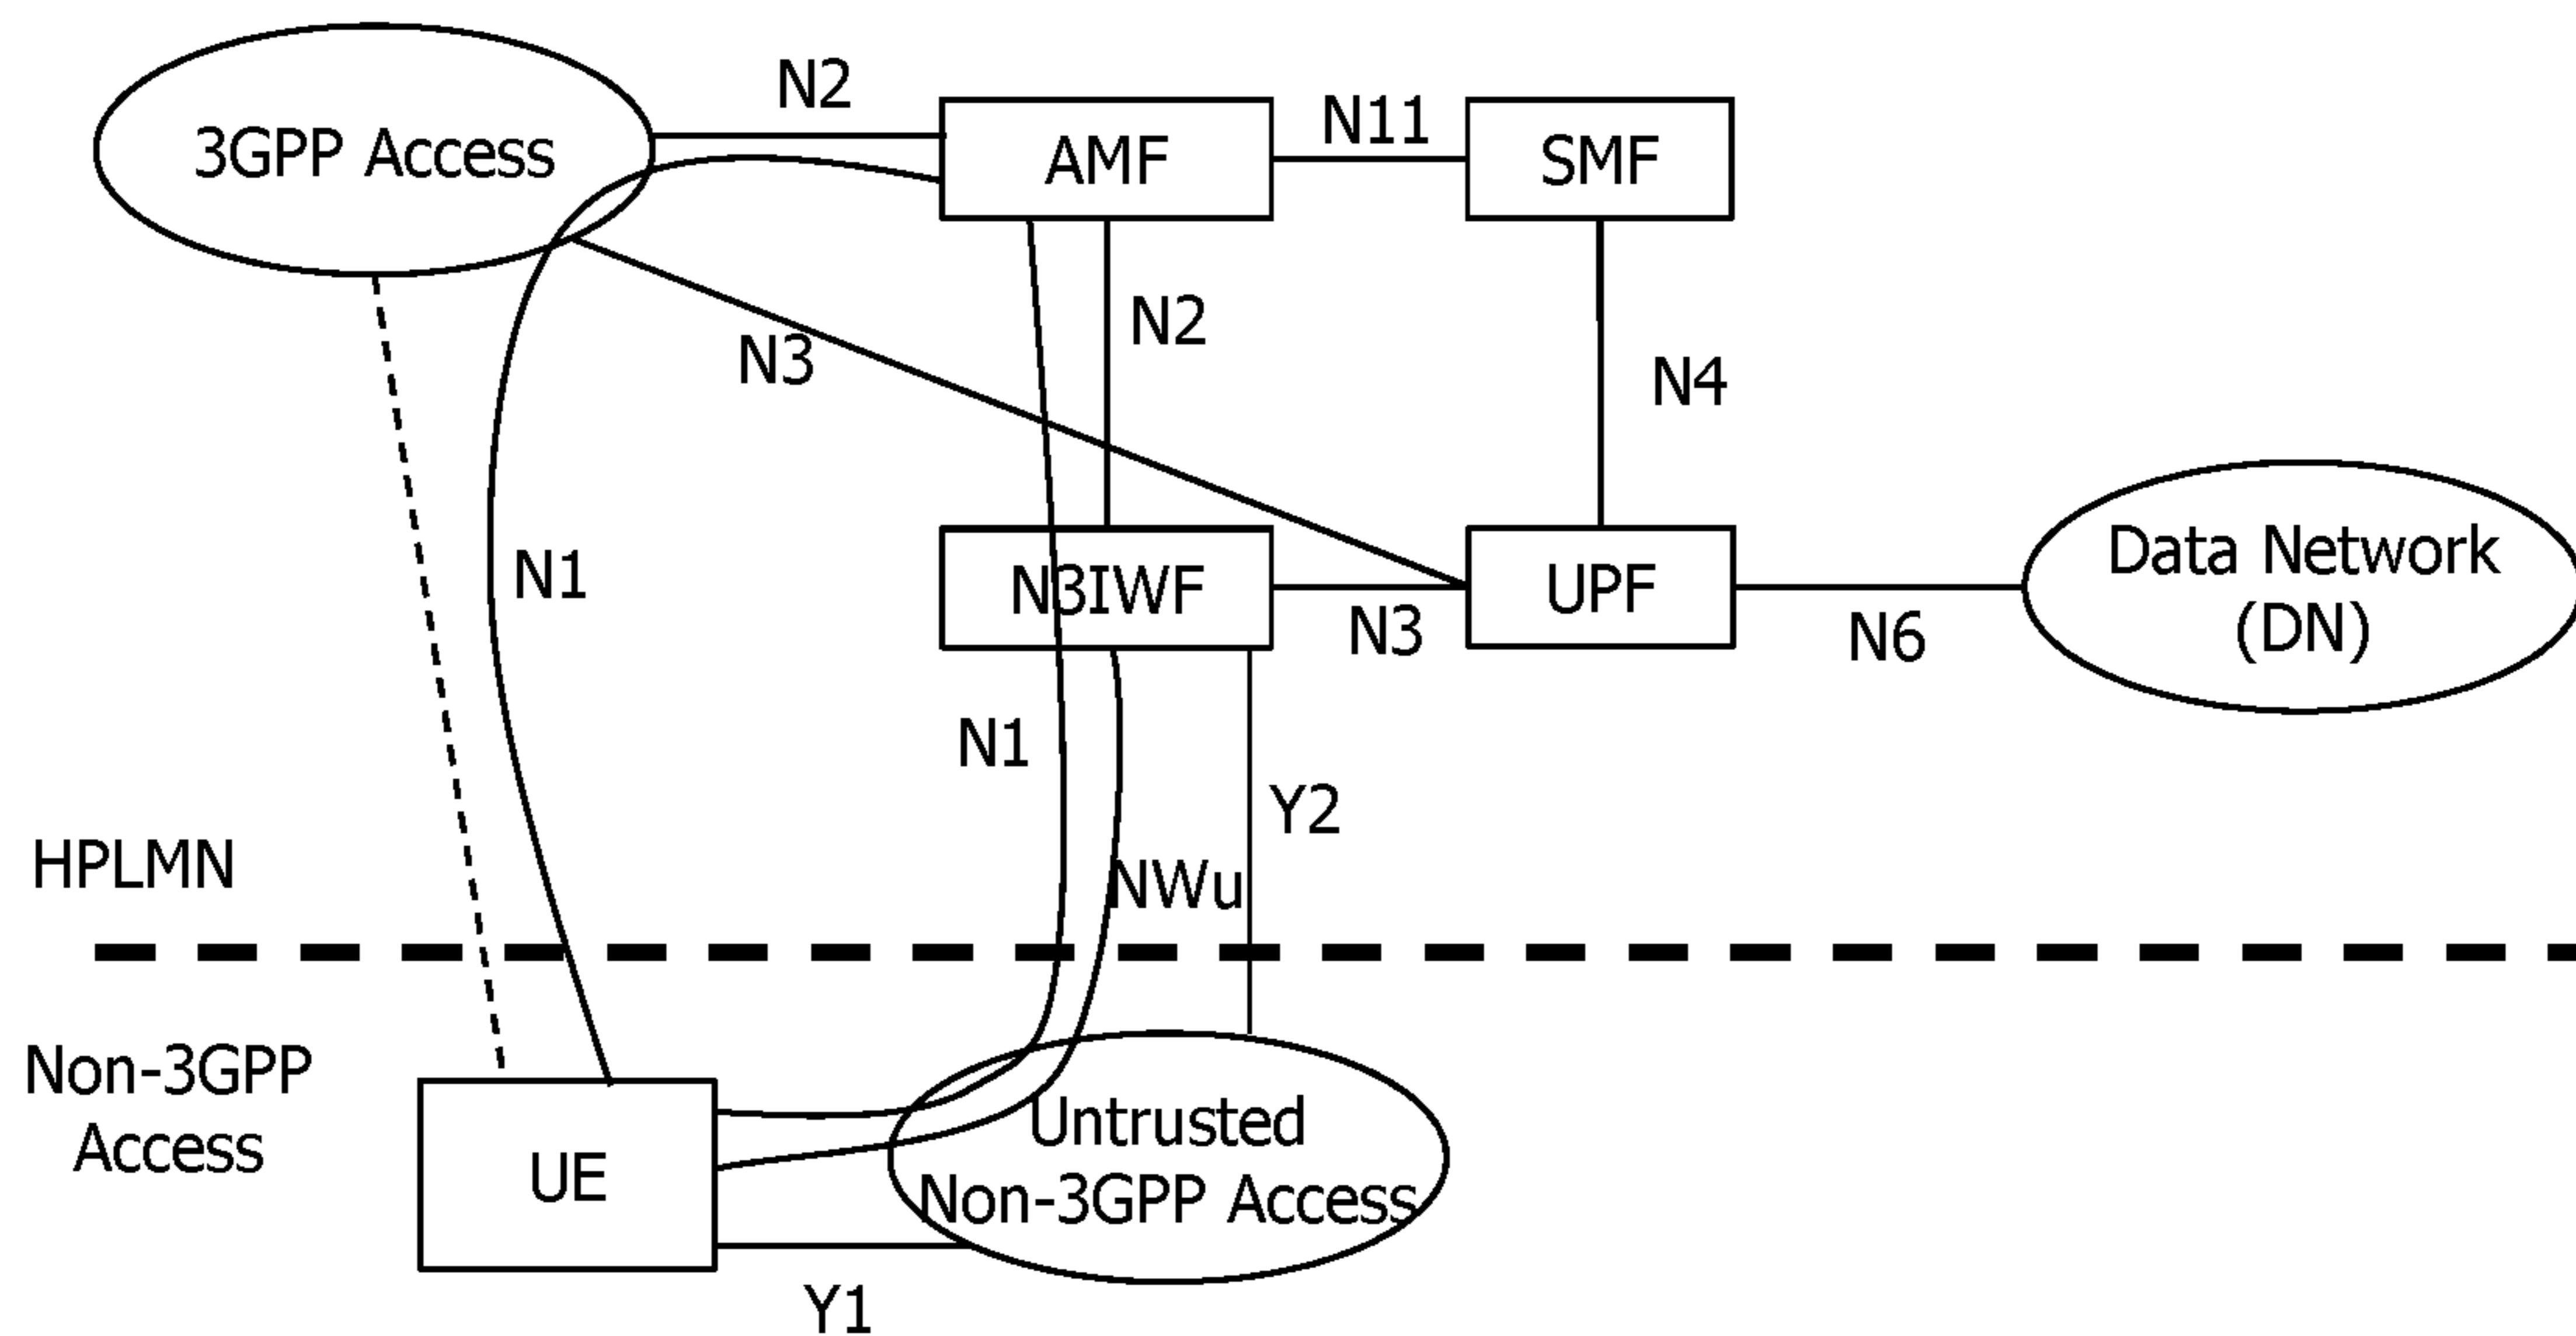 N2
3GPP Access
AMF
N11
SMF
N2
N3
N4
N1
N3IWF
N3
UPF
N6
Data Network
(DN)
N1
Y2
HPLMN
NWu
Non-3GPP
Access
UE
Untrusted
Non-3GPP Access
Y1